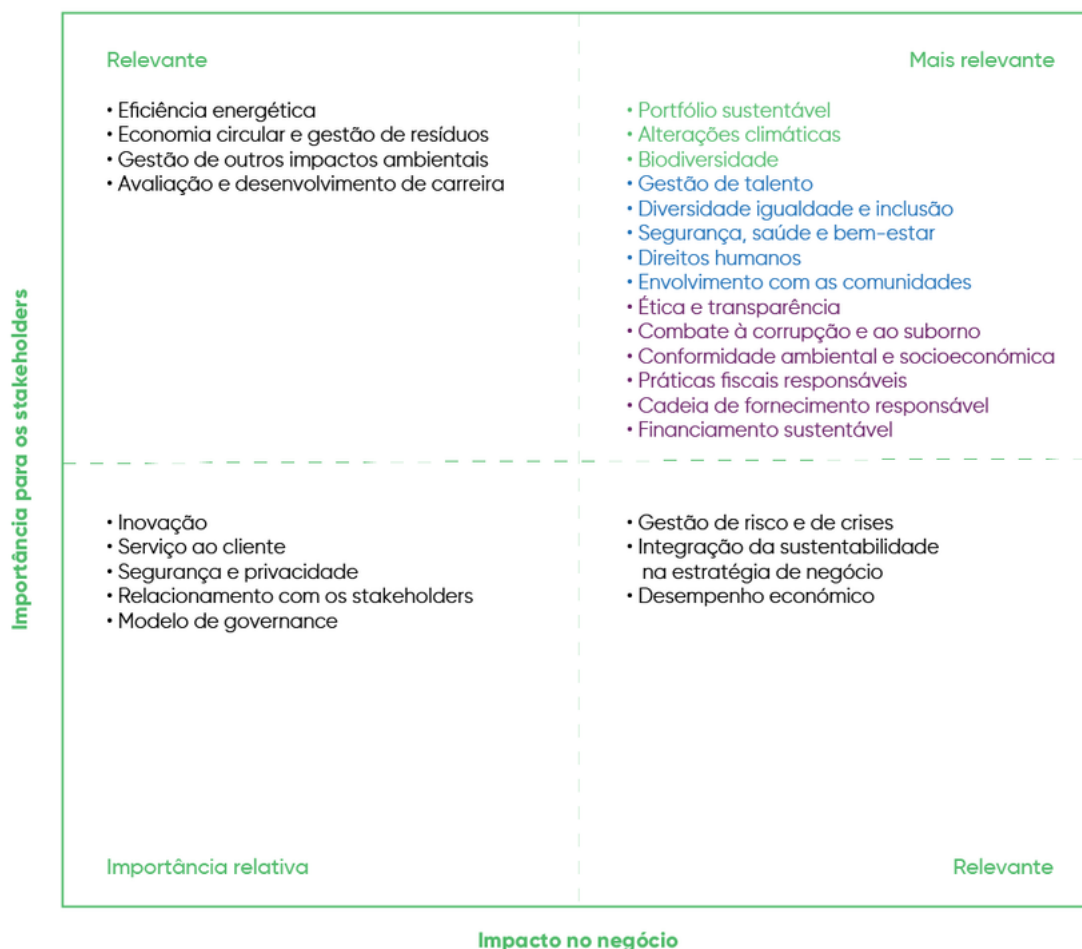 Relevante
• Eficiência energética
• Economia circular e gestão de resíduos
• Gestão de outros impactos ambientais
• Avaliação e desenvolvimento de carreira
Mais relevante
• Portfólio sustentável
• Alterações climáticas
• Biodiversidade
• Gestão de talento
• Diversidade igualdade e inclusão
• Segurança, saúde e bem-estar
• Direitos humanos
• Envolvimento com as comunidades
• Ética e transparência
• Combate à corrupção e ao suborno
• Conformidade ambiental e socioeconómica
• Práticas fiscais responsáveis
• Cadeia de fornecimento responsável
• Financiamento sustentável
Importância para os stakeholders
• Inovação
• Serviço ao cliente
• Segurança e privacidade
• Relacionamento com os stakeholders
• Modelo de governance
Importância relativa
• Gestão de risco e de crises
• Integração da sustentabilidade
na estratégia de negócio
• Desempenho económico
Relevante
Impacto no negócio